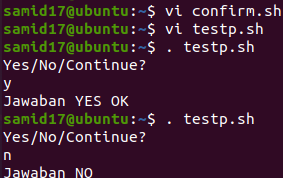 samid17@ubuntu:~$ vi confirm.sh
samid17@ubuntu:~$ vi testp.sh
samid17@ubuntu:~$ . testp.sh
Yes/No/Continue?
y
Jawaban YES OK
samid17@ubuntu:~$ . testp.sh
Yes/No/Continue?
n
Jawaban NO